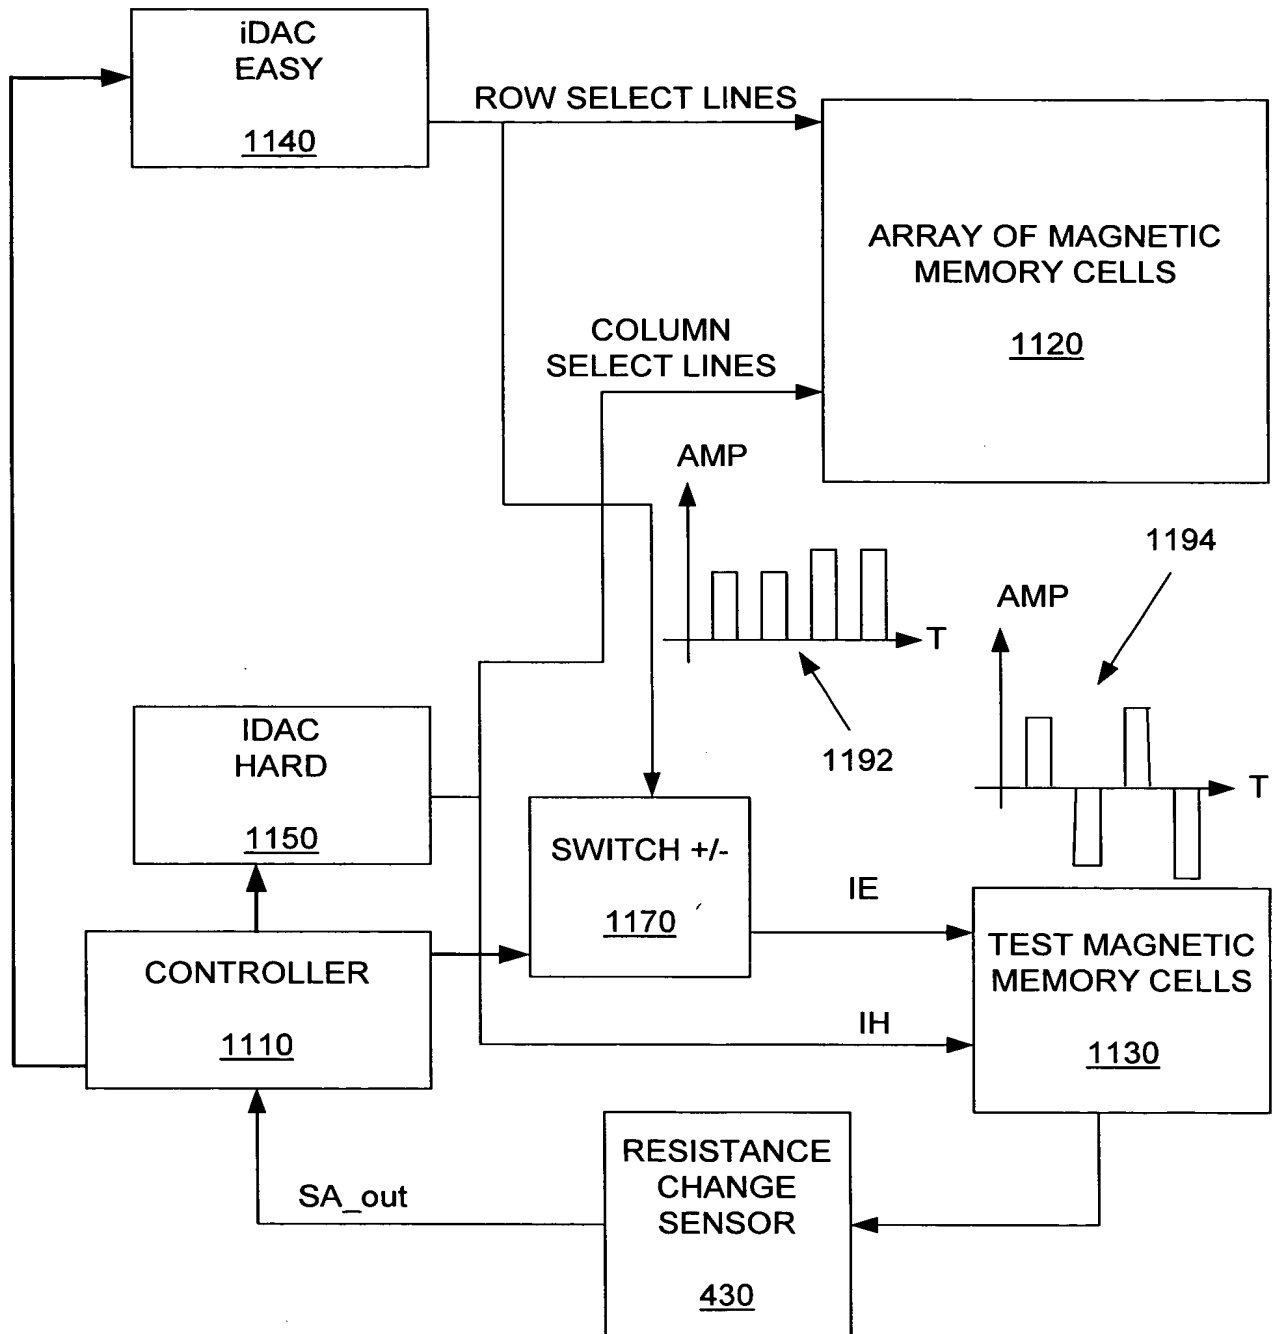 iDAC
EASY
1140
ROW SELECT LINES
ARRAY OF MAGNETIC
MEMORY CELLS
1120
COLUMN
SELECT LINES
AMP
T
1192
1194
AMP
T
IDAC
HARD
1150
SWITCH +/-
1170
IE
TEST MAGNETIC
MEMORY CELLS
1130
CONTROLLER
1110
IH
RESISTANCE
CHANGE
SENSOR
430
SA_out